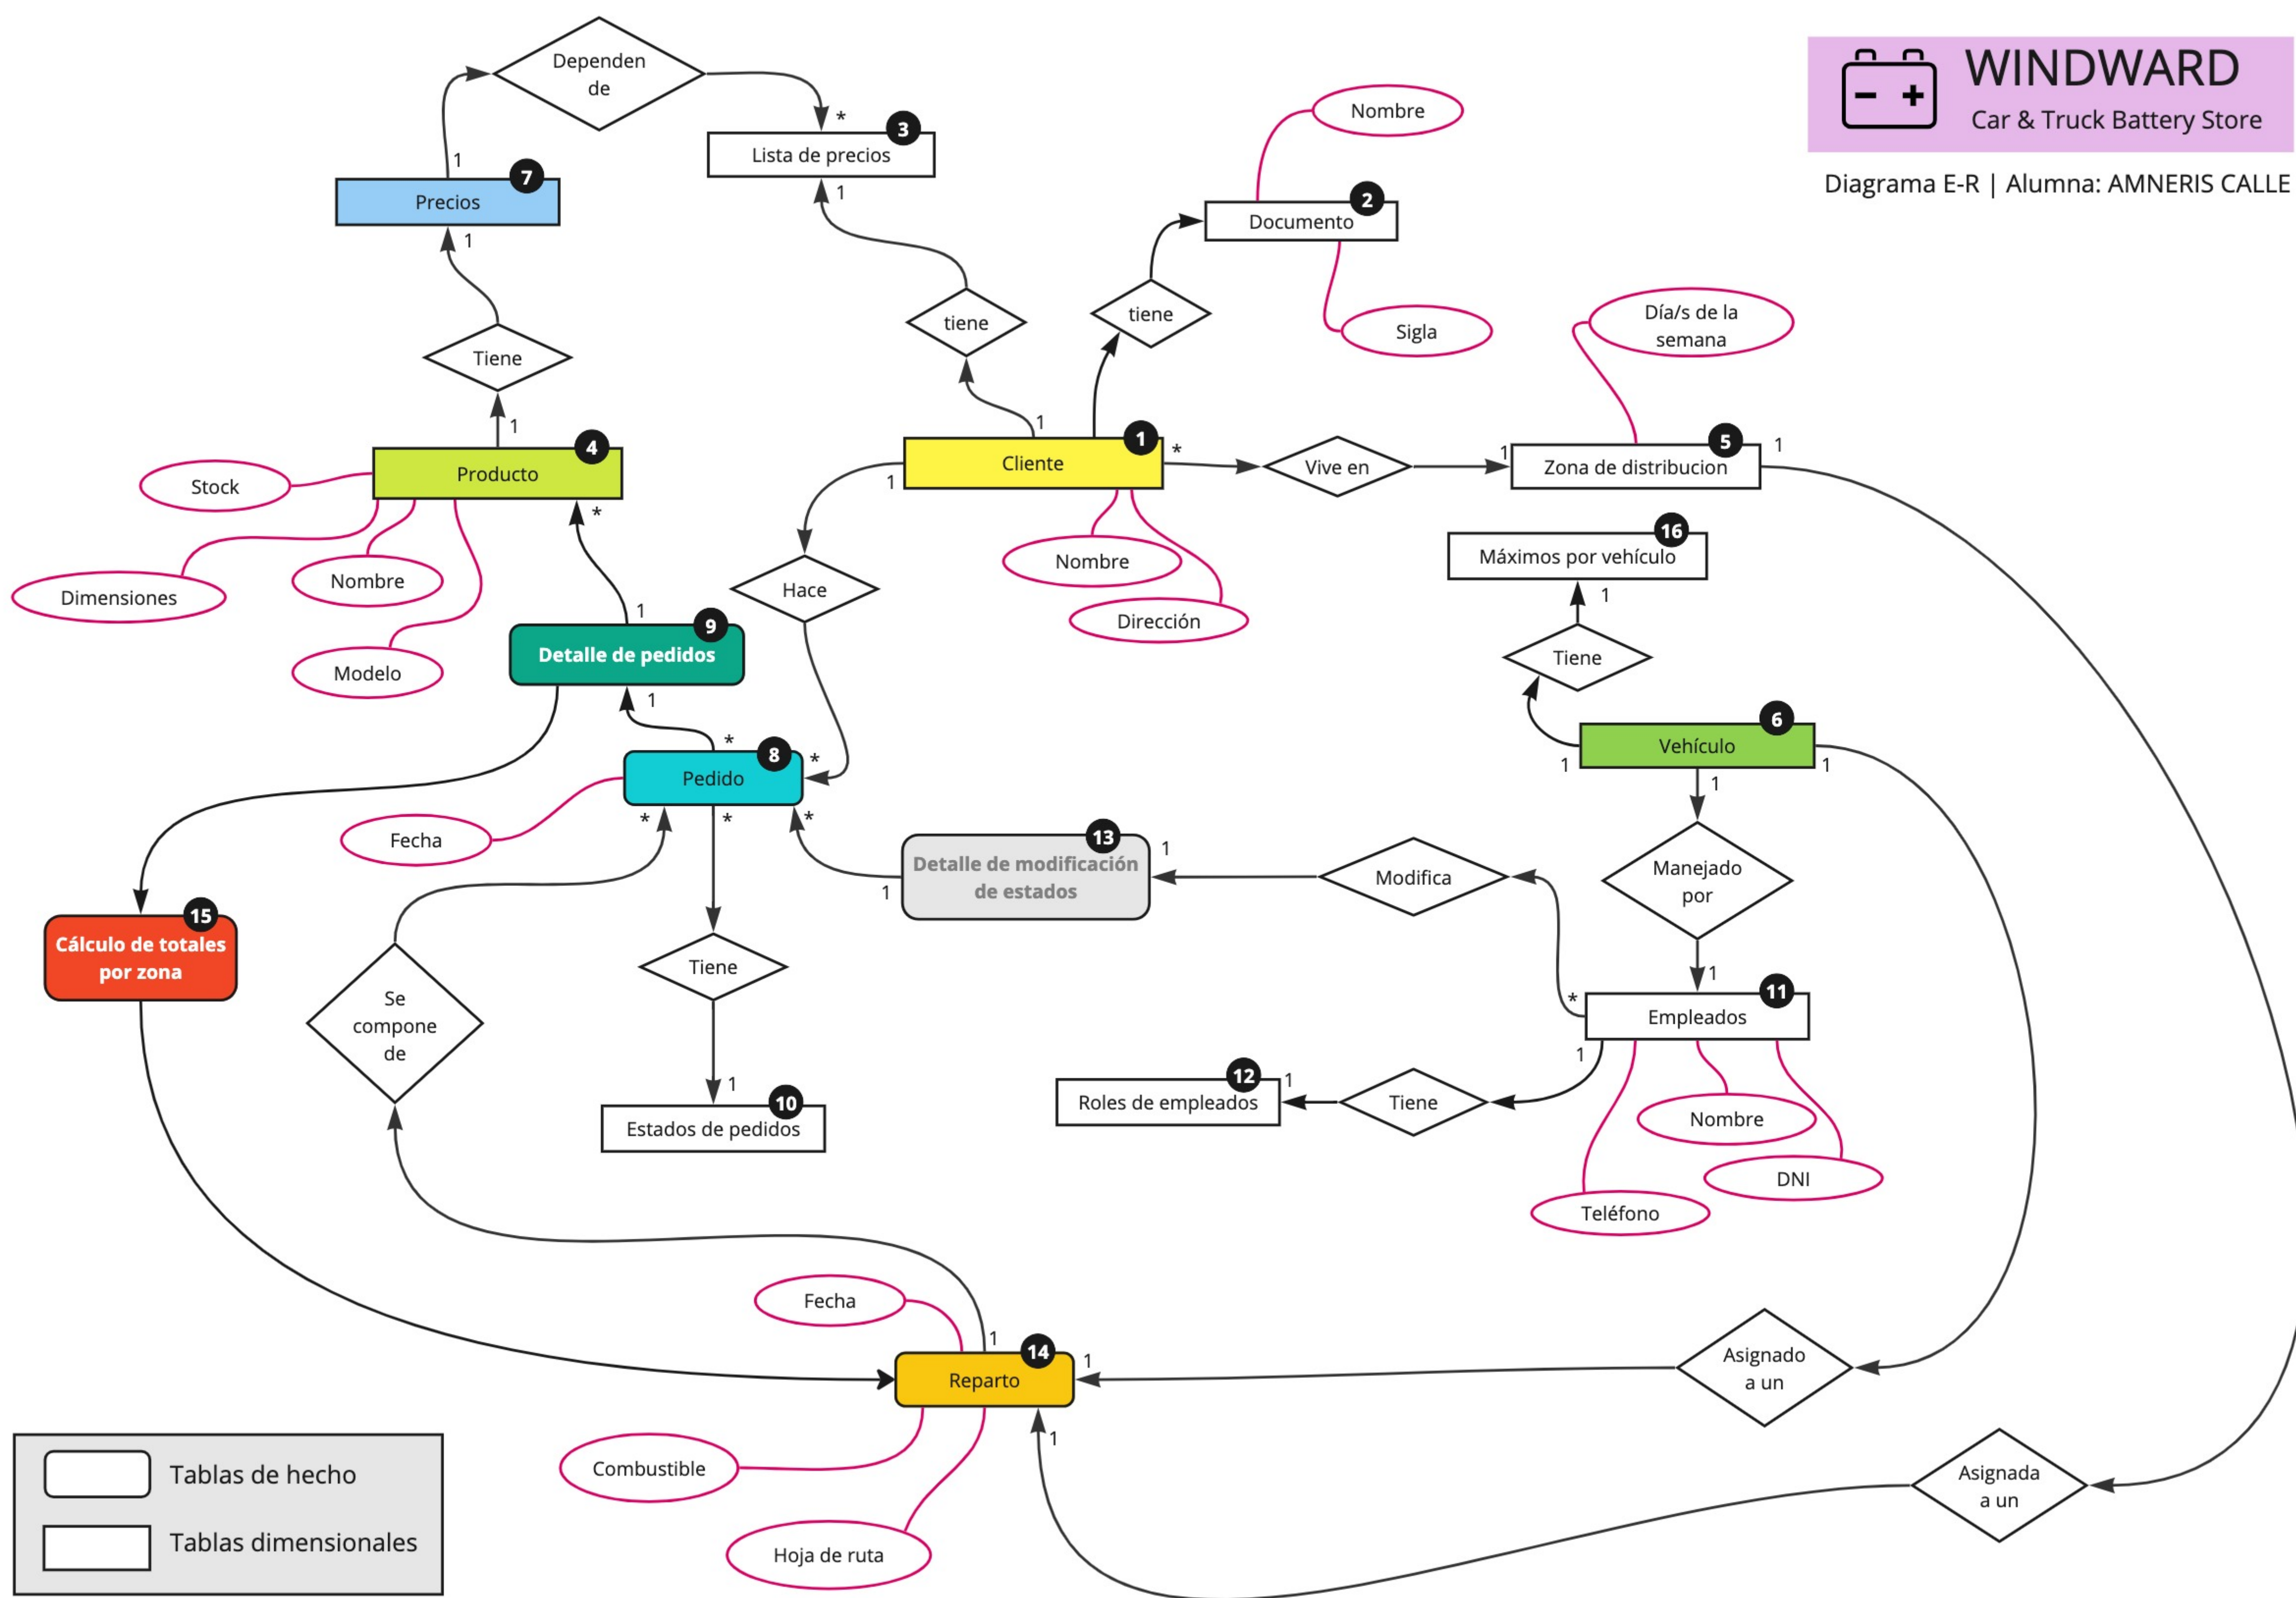 WINDWARD
Car & Truck Battery Store
Diagrama E-R | Alumna: AMNERIS CALLE
Dependen
de
*
3
Lista de precios
1
7
Precios
1
1
Nombre
2
Documento
Sigla
tiene
tiene
Día/s de la
semana
Tiene
1
4
Producto
*
Stock
Dimensiones
Nombre
Modelo
1
1
Cliente
*
1
Vive en
1
5
Zona de distribucion
1
Nombre
Dirección
Hace
16
Máximos por vehículo
1
Tiene
1
9
Detalle de pedidos
1
*
8
Pedido
*
*
*
*
Fecha
6
Vehículo
1
1
1
Manejado
por
1
13
Detalle de modificación
de estados
1
1
Modifica
*
11
Empleados
1
15
Cálculo de totales
por zona
Se
compone
de
Tiene
1
10
Estados de pedidos
12
Roles de empleados
1
Tiene
Nombre
DNI
Teléfono
Fecha
1
14
Reparto
1
1
Asignado
a un
Asignada
a un
Combustible
Hoja de ruta
Tablas de hecho
Tablas dimensionales